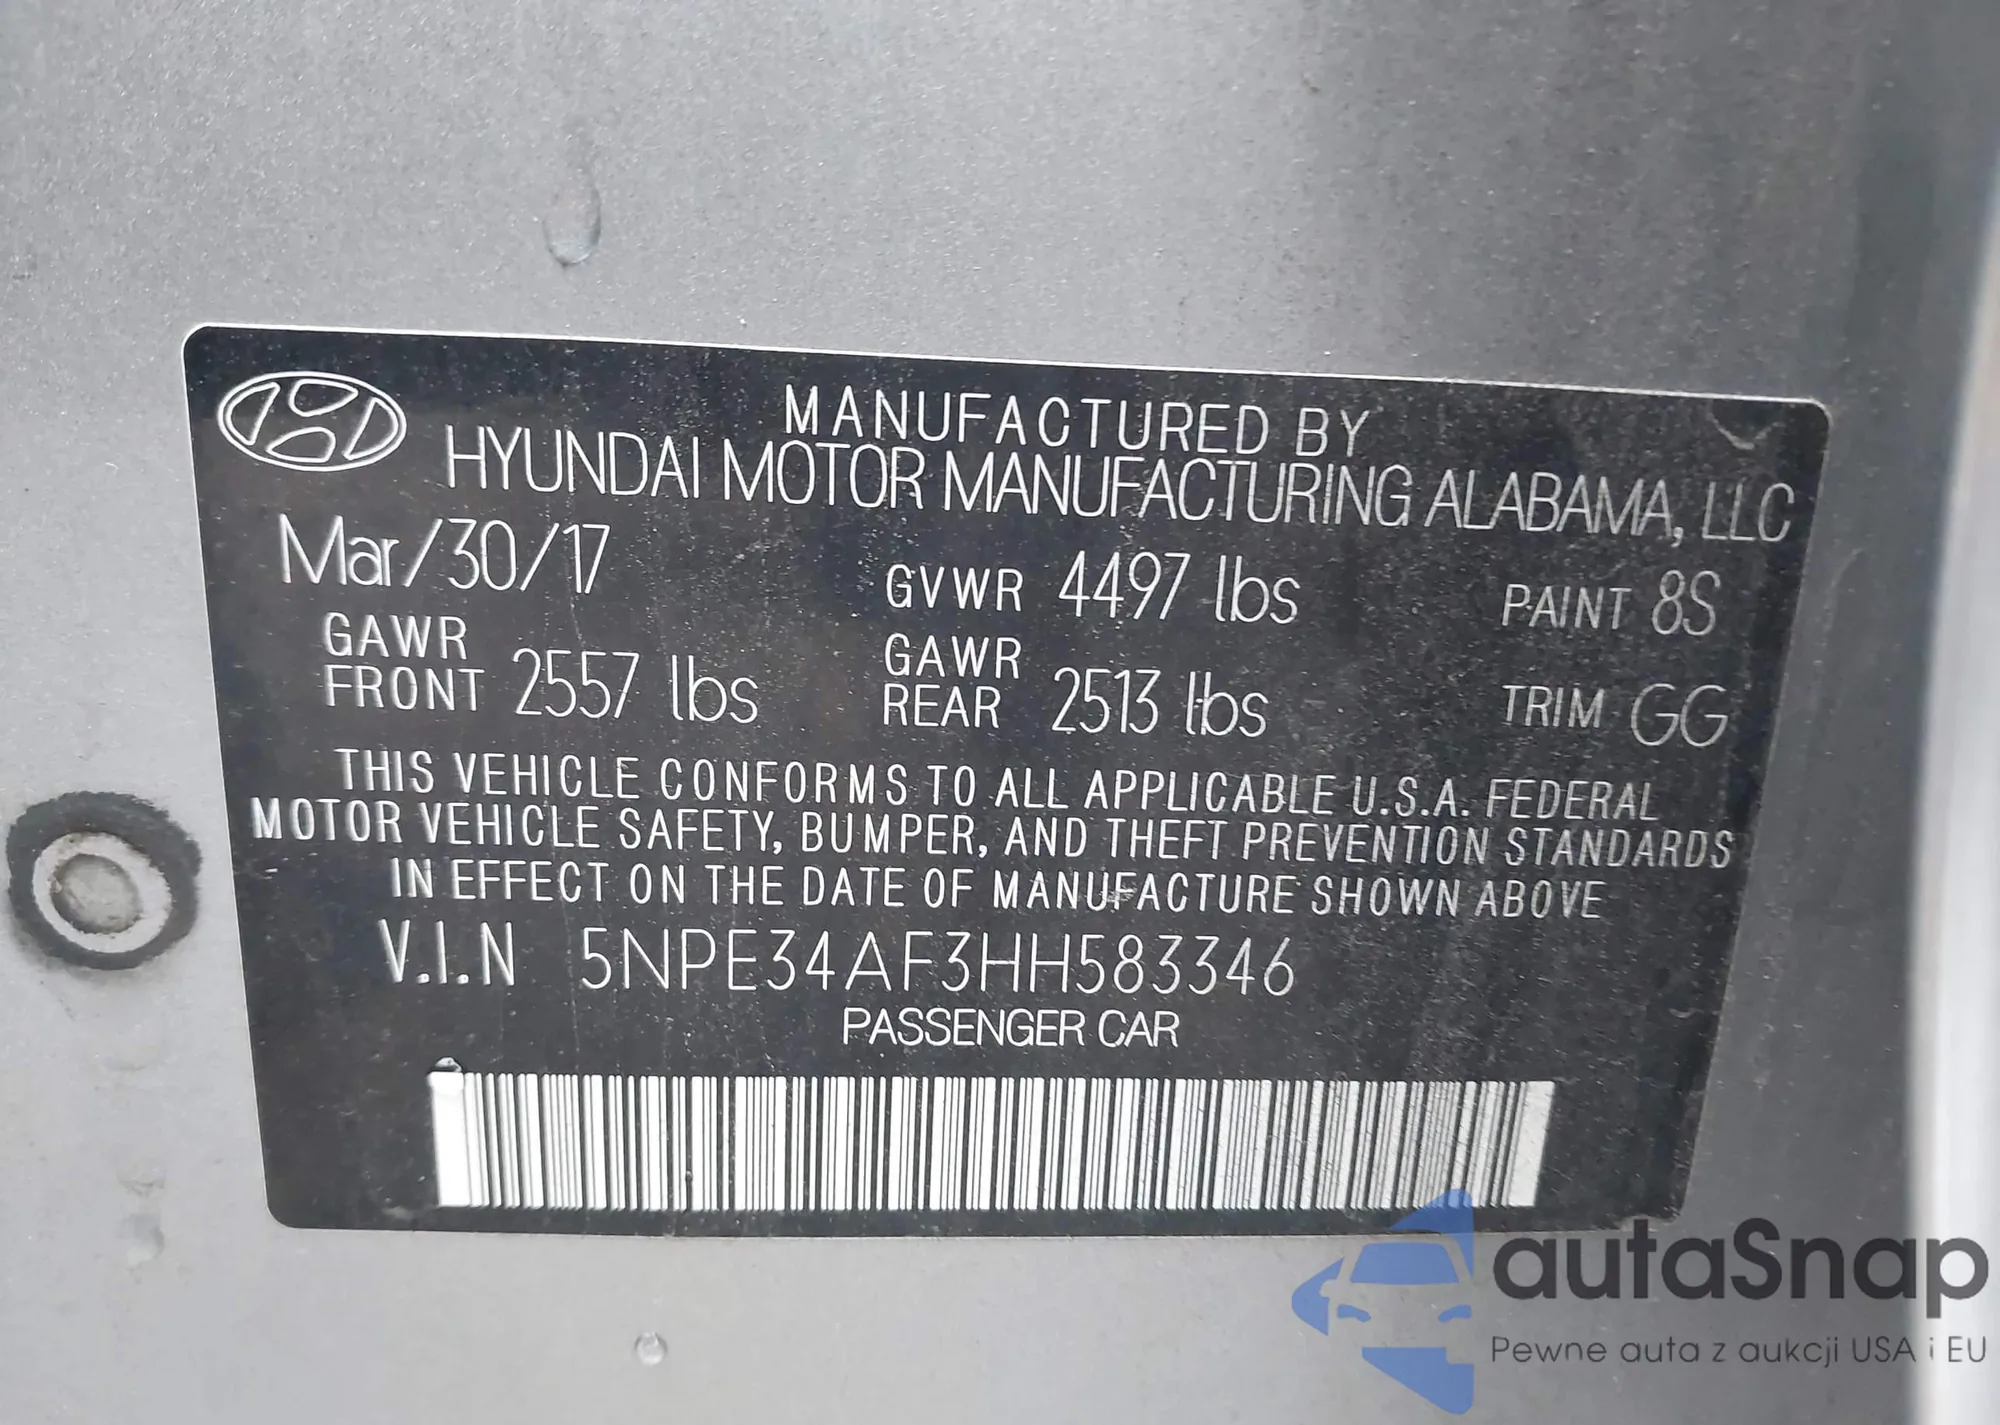 MANUFACTURED BY
HYUNDAI MOTOR MANUFACTURING ALABAMA, LLC
Mar/30/17 GVWR 4497 lbs PAINT 8S
GAWR FRONT 2557 lbs GAWR REAR 2513 lbs TRIM GG
THIS VEHICLE CONFORMS TO ALL APPLICABLE U.S.A. FEDERAL
MOTOR VEHICLE SAFETY, BUMPER, AND THEFT PREVENTION STANDARDS
IN EFFECT ON THE DATE OF MANUFACTURE SHOWN ABOVE
V.I.N 5NPE34AF3HH583346
PASSENGER CAR
autaSnap
Pewne auta z aukcji USA i EU